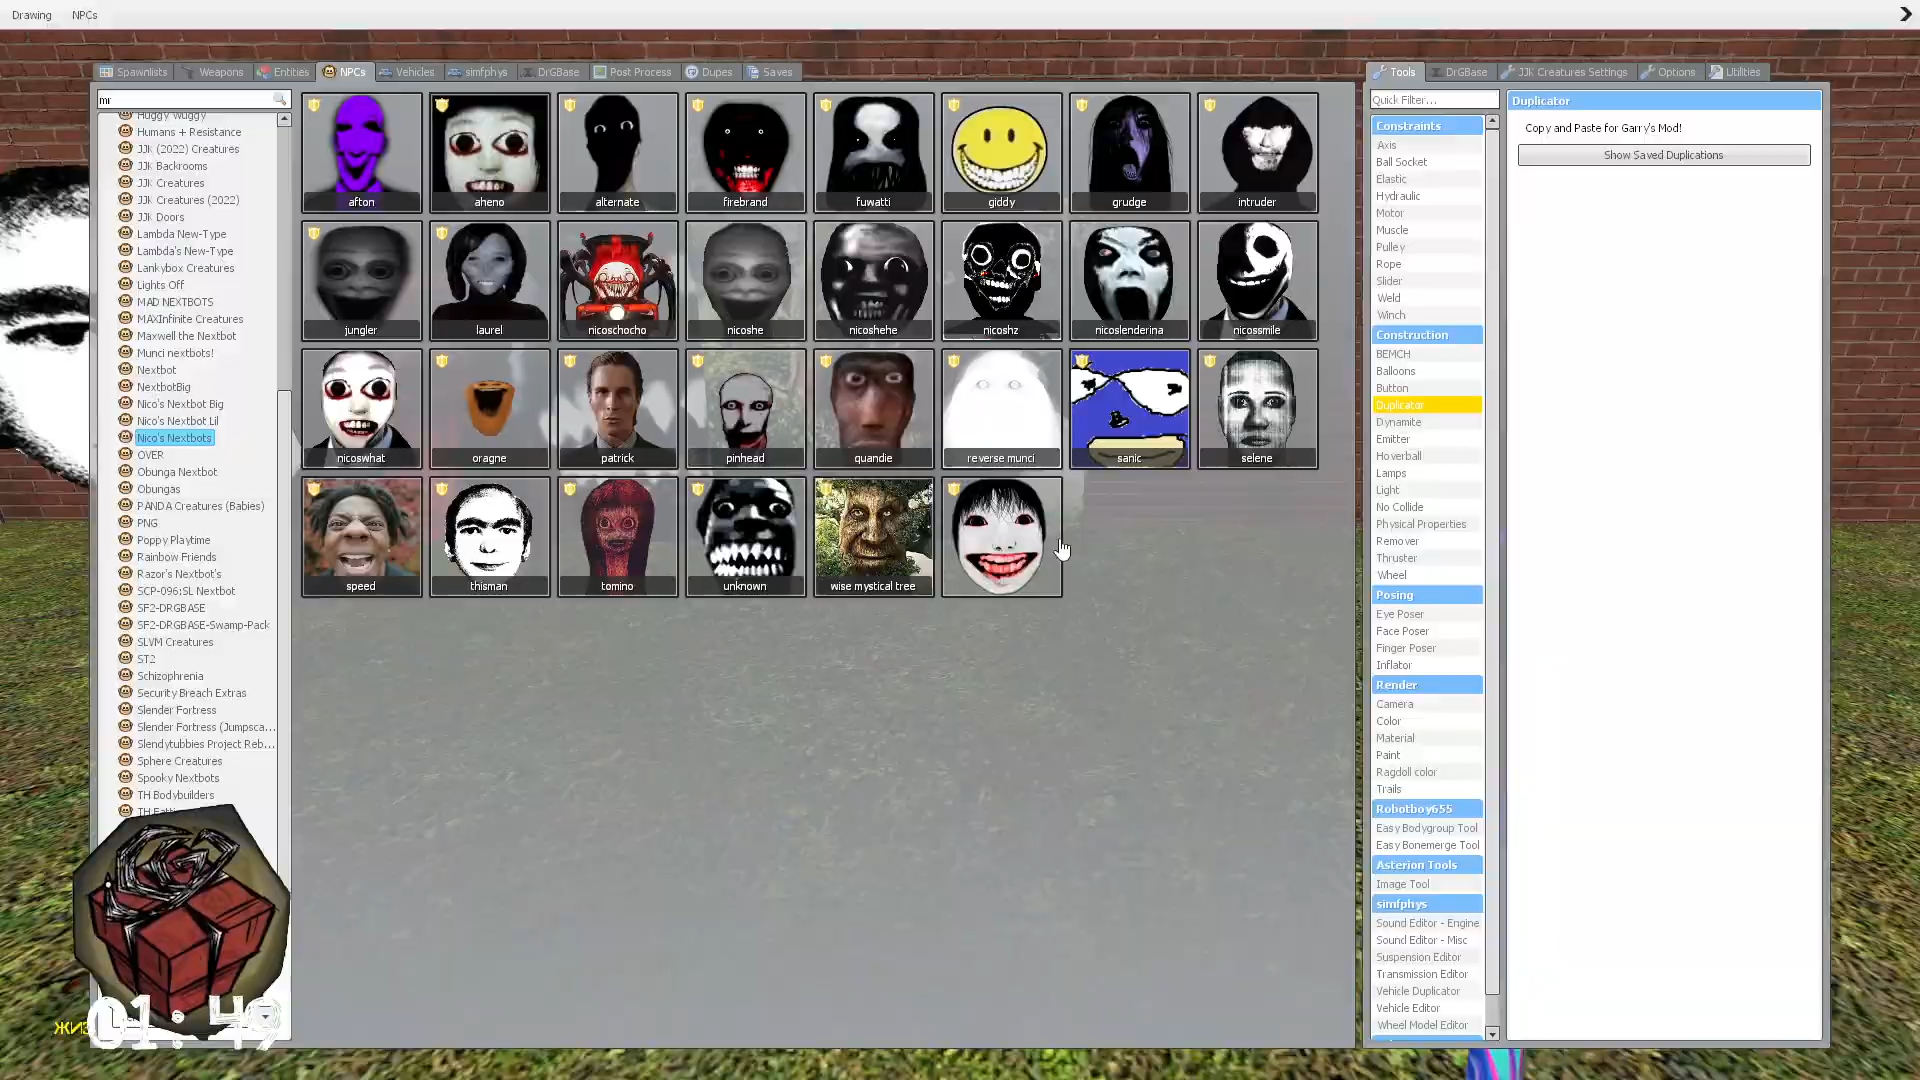 Drawing NPCs
Spawnlists Weapons Entities NPCs Vehicles simfphys DrGBase Post Process Dupes Saves
mr
Huggy Wuggy
Humans + Resistance
JJK (2022) Creatures
JJK Backrooms
JJK Creatures
JJK Creatures (2022)
JJK Doors
Lambda New-Type
Lambda's New-Type
Lankybox Creatures
Lights Off
MAD NEXTBOTS
MAXInfinite Creatures
Maxwell the Nextbot
Munci nextbots!
Nextbot
NextbotBig
Nico's Nextbot Big
Nico's Nextbot Lil
Nico's Nextbots
OVER
Obunga Nextbot
Obungas
PANDA Creatures (Babies)
PNG
Poppy Playtime
Rainbow Friends
Razor's Nextbot's
SCP-096:SL Nextbot
SF2-DRGBASE
SF2-DRGBASE-Swamp-Pack
SLVM Creatures
ST2
Schizophrenia
Security Breach Extras
Slender Fortress
Slender Fortress (Jumpsca...
Slendytubbies Project Reb...
Sphere Creatures
Spooky Nextbots
TH Bodybuilders
01:49
afton aheno alternate firebrand fuwatti giddy grudge intruder
jungler laurel nicoschocho nicoshe nicoshehe nicoshz nicoslenderina nicossmile
nicoswhat oragne patrick pinhead quandie reverse munci sanic selene
speed thisman tomino unknown wise mystical tree
Tools DrGBase JJK Creatures Settings Options Utilities
Quick Filter...
Constraints
Axis
Ball Socket
Elastic
Hydraulic
Motor
Muscle
Pulley
Rope
Slider
Weld
Winch
Construction
BEMCH
Balloons
Button
Duplicator
Dynamite
Emitter
Hoverball
Lamps
Light
No Collide
Physical Properties
Remover
Thruster
Wheel
Posing
Eye Poser
Face Poser
Finger Poser
Inflator
Render
Camera
Color
Material
Paint
Ragdoll color
Trails
Robotboy655
Easy Bodygroup Tool
Easy Bonemerge Tool
Asterion Tools
Image Tool
simfphys
Sound Editor - Engine
Sound Editor - Misc
Suspension Editor
Transmission Editor
Vehicle Duplicator
Vehicle Editor
Wheel Model Editor
Duplicator
Copy and Paste for Garry's Mod!
Show Saved Duplications